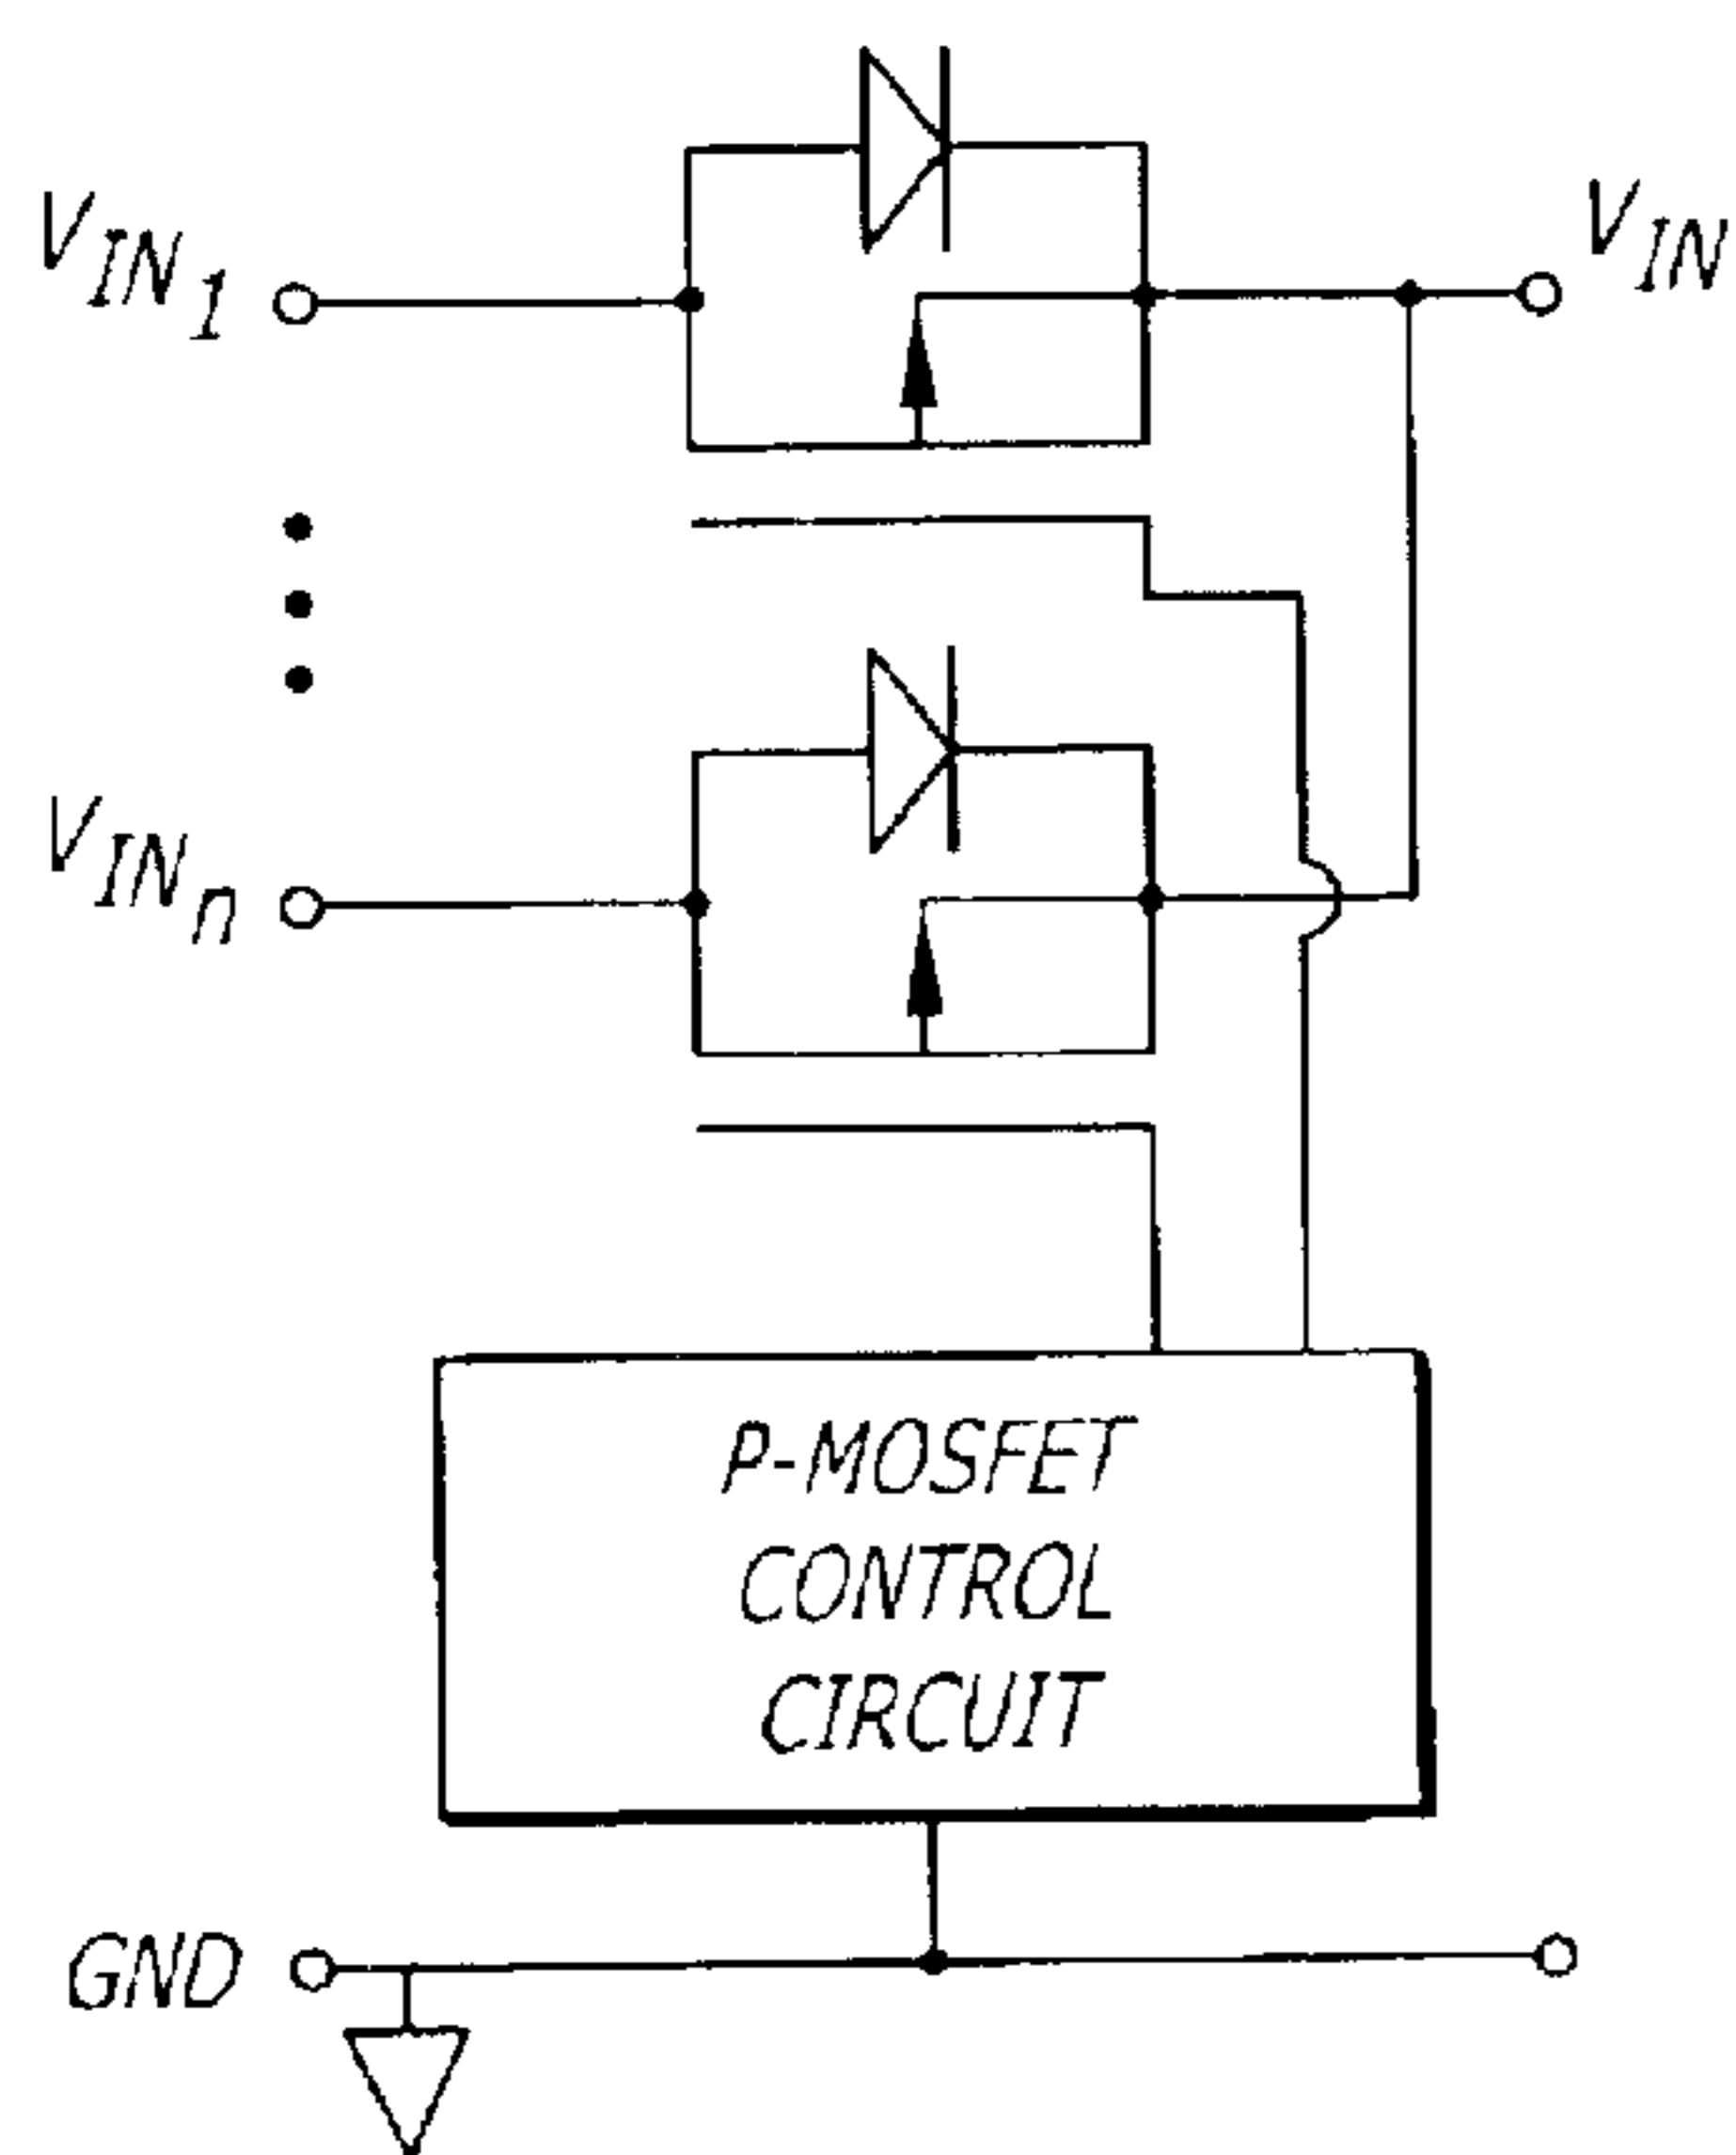 V_IN_1
V_IN
V_IN_n
P-MOSFET
CONTROL
CIRCUIT
GND